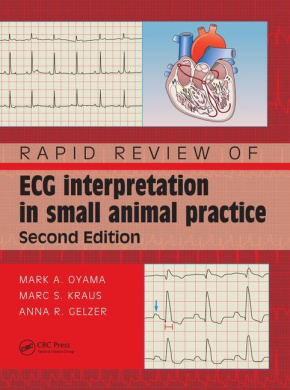 RAPID REVIEW OF
ECG interpretation
in small animal practice
Second Edition
MARK A. OYAMA
MARC S. KRAUS
ANNA R. GELZER
CRC Press
Taylor & Francis Group